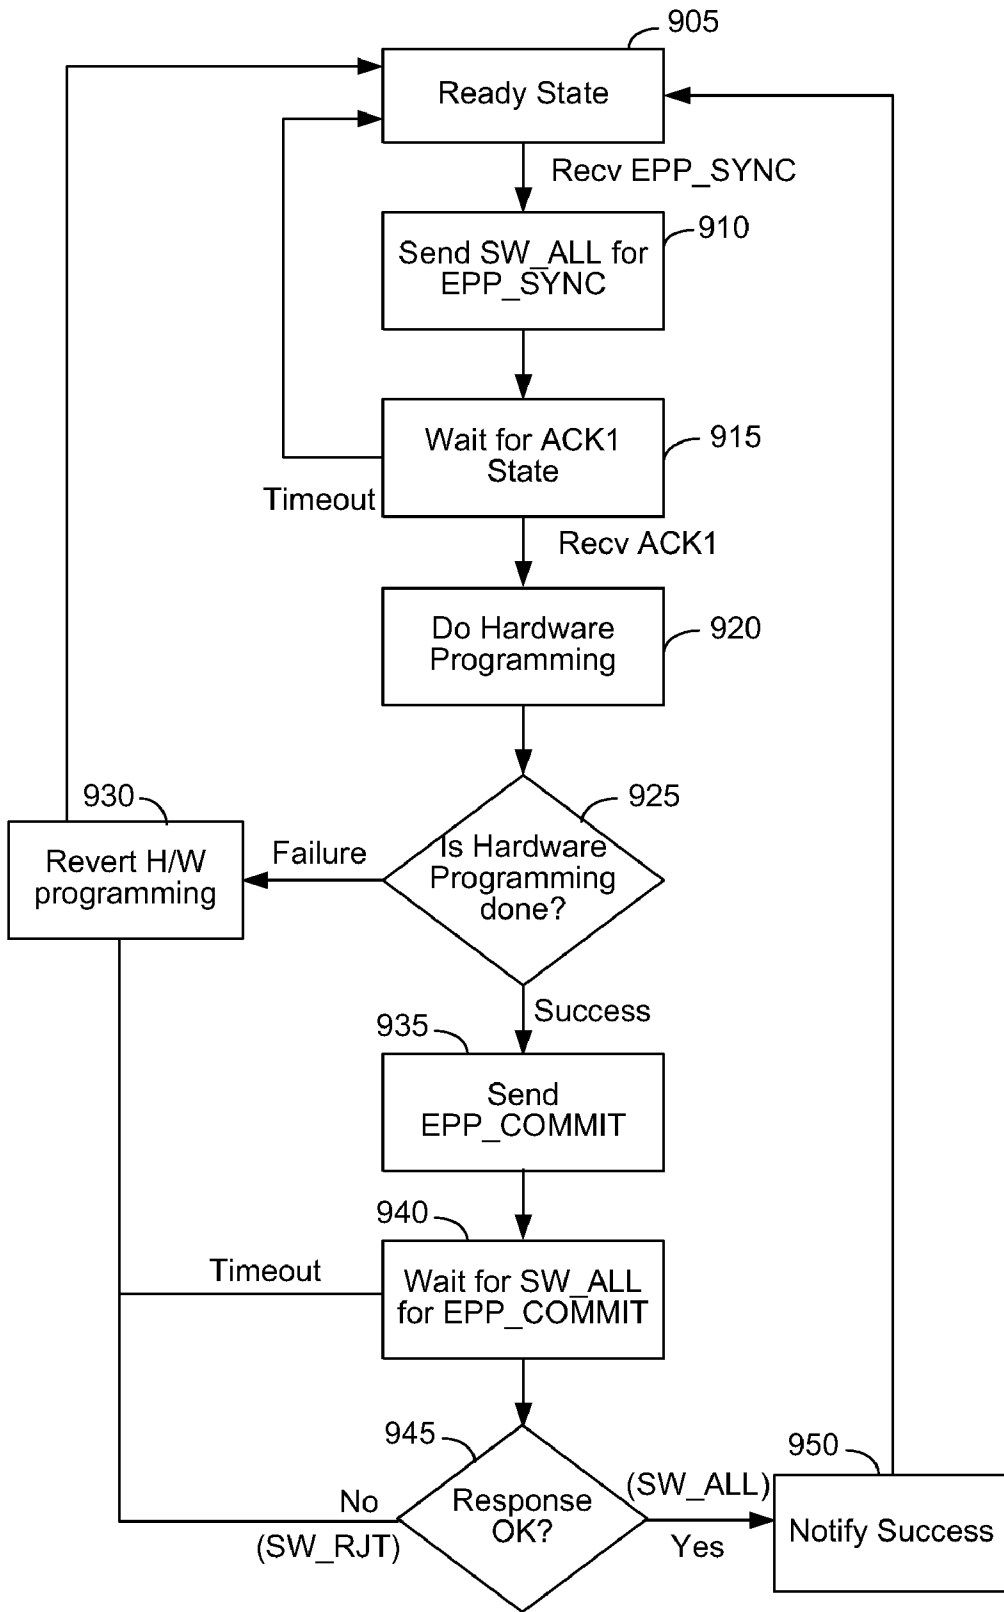 905
Ready State
Recv EPP_SYNC
910
Send SW_ALL for
EPP_SYNC
Wait for ACK1
State
915
Timeout
Recv ACK1
Do Hardware
Programming
920
930
925
Revert H/W
programming
Failure
Is Hardware
Programming
done?
Success
935
Send
EPP_COMMIT
940
Timeout
Wait for SW_ALL
for EPP_COMMIT
945
950
No
(SW_RJT)
Response
OK?
(SW_ALL)
Yes
Notify Success